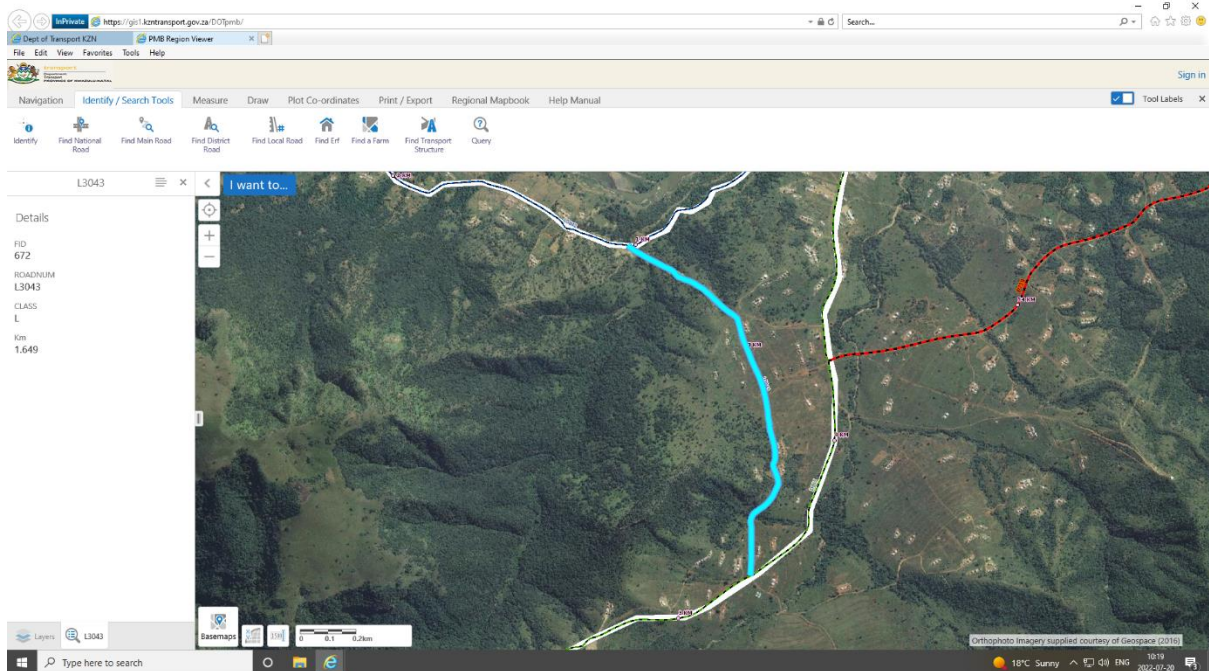 InPrivate https://gis1.kzntransport.gov.za/DOTpmb/ Search...
Dept of Transport KZN PMB Region Viewer
File Edit View Favorites Tools Help
Sign in
Navigation Identify / Search Tools Measure Draw Plot Co-ordinates Print / Export Regional Mapbook Help Manual Tool Labels
Identify Find National Road Find Main Road Find District Road Find Local Road Find Erf Find a Farm Find Transport Structure Query
L3043
I want to...
Details
FID
672
ROADNUM
L3043
CLASS
L
Km
1.649
Layers L3043
Basemaps
0 0.1 0.2km
Orthophoto Imagery supplied courtesy of Geospace (2016)
Type here to search
18°C Sunny ENG 10:19
2022-07-20